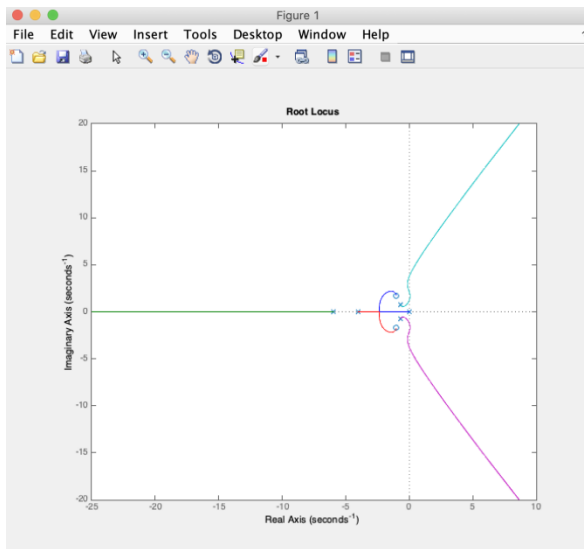 Figure 1
File Edit View Insert Tools Desktop Window Help
Root Locus
20
15
10
5
0
-5
-10
-15
-20
Imaginary Axis (seconds⁻¹)
-25 -20 -15 -10 -5 0 5 10
Real Axis (seconds⁻¹)